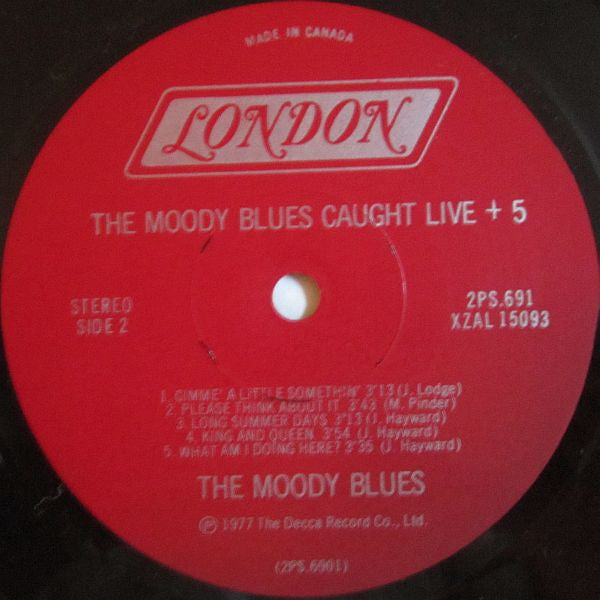 MADE IN CANADA
LONDON
THE MOODY BLUES CAUGHT LIVE + 5
STEREO
SIDE 2
2PS.691
XZAL 15093
1. GIMME' A LITTLE SOMETHIN' 3'13 (J. Lodge)
2. PLEASE THINK ABOUT IT 3'43 (M. Pinder)
3. LONG SUMMER DAYS 3'13 (J. Hayward)
4. KING AND QUEEN 3'54 (J. Hayward)
5. WHAT AM I DOING HERE? 3'35 (J. Hayward)
THE MOODY BLUES
Ⓟ 1977 The Decca Record Co., Ltd.
(2PS.6901)